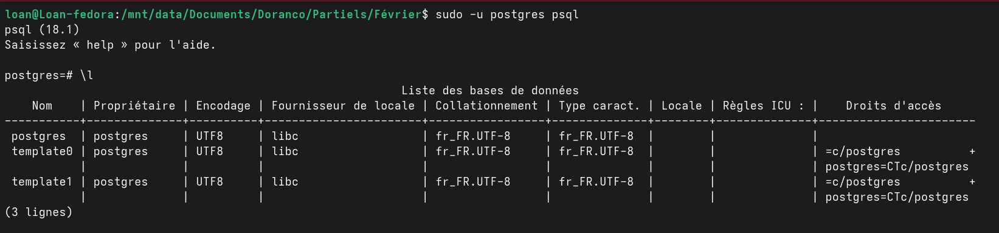 loan@Loan-fedora:/mnt/data/Documents/Doranco/Partiels/Février$ sudo -u postgres psql
psql (18.1)
Saisissez « help » pour l'aide.

postgres=# \l
                                                          Liste des bases de données
    Nom    | Propriétaire | Encodage | Fournisseur de locale | Collationnement | Type caract. | Locale | Règles ICU : |    Droits d'accès
-----------+--------------+----------+-----------------------+-----------------+--------------+--------+--------------+-----------------------
 postgres  | postgres     | UTF8     | libc                  | fr_FR.UTF-8     | fr_FR.UTF-8  |        |              |
 template0 | postgres     | UTF8     | libc                  | fr_FR.UTF-8     | fr_FR.UTF-8  |        |              | =c/postgres          +
           |              |          |                       |                 |              |        |              | postgres=CTc/postgres
 template1 | postgres     | UTF8     | libc                  | fr_FR.UTF-8     | fr_FR.UTF-8  |        |              | =c/postgres          +
           |              |          |                       |                 |              |        |              | postgres=CTc/postgres
(3 lignes)